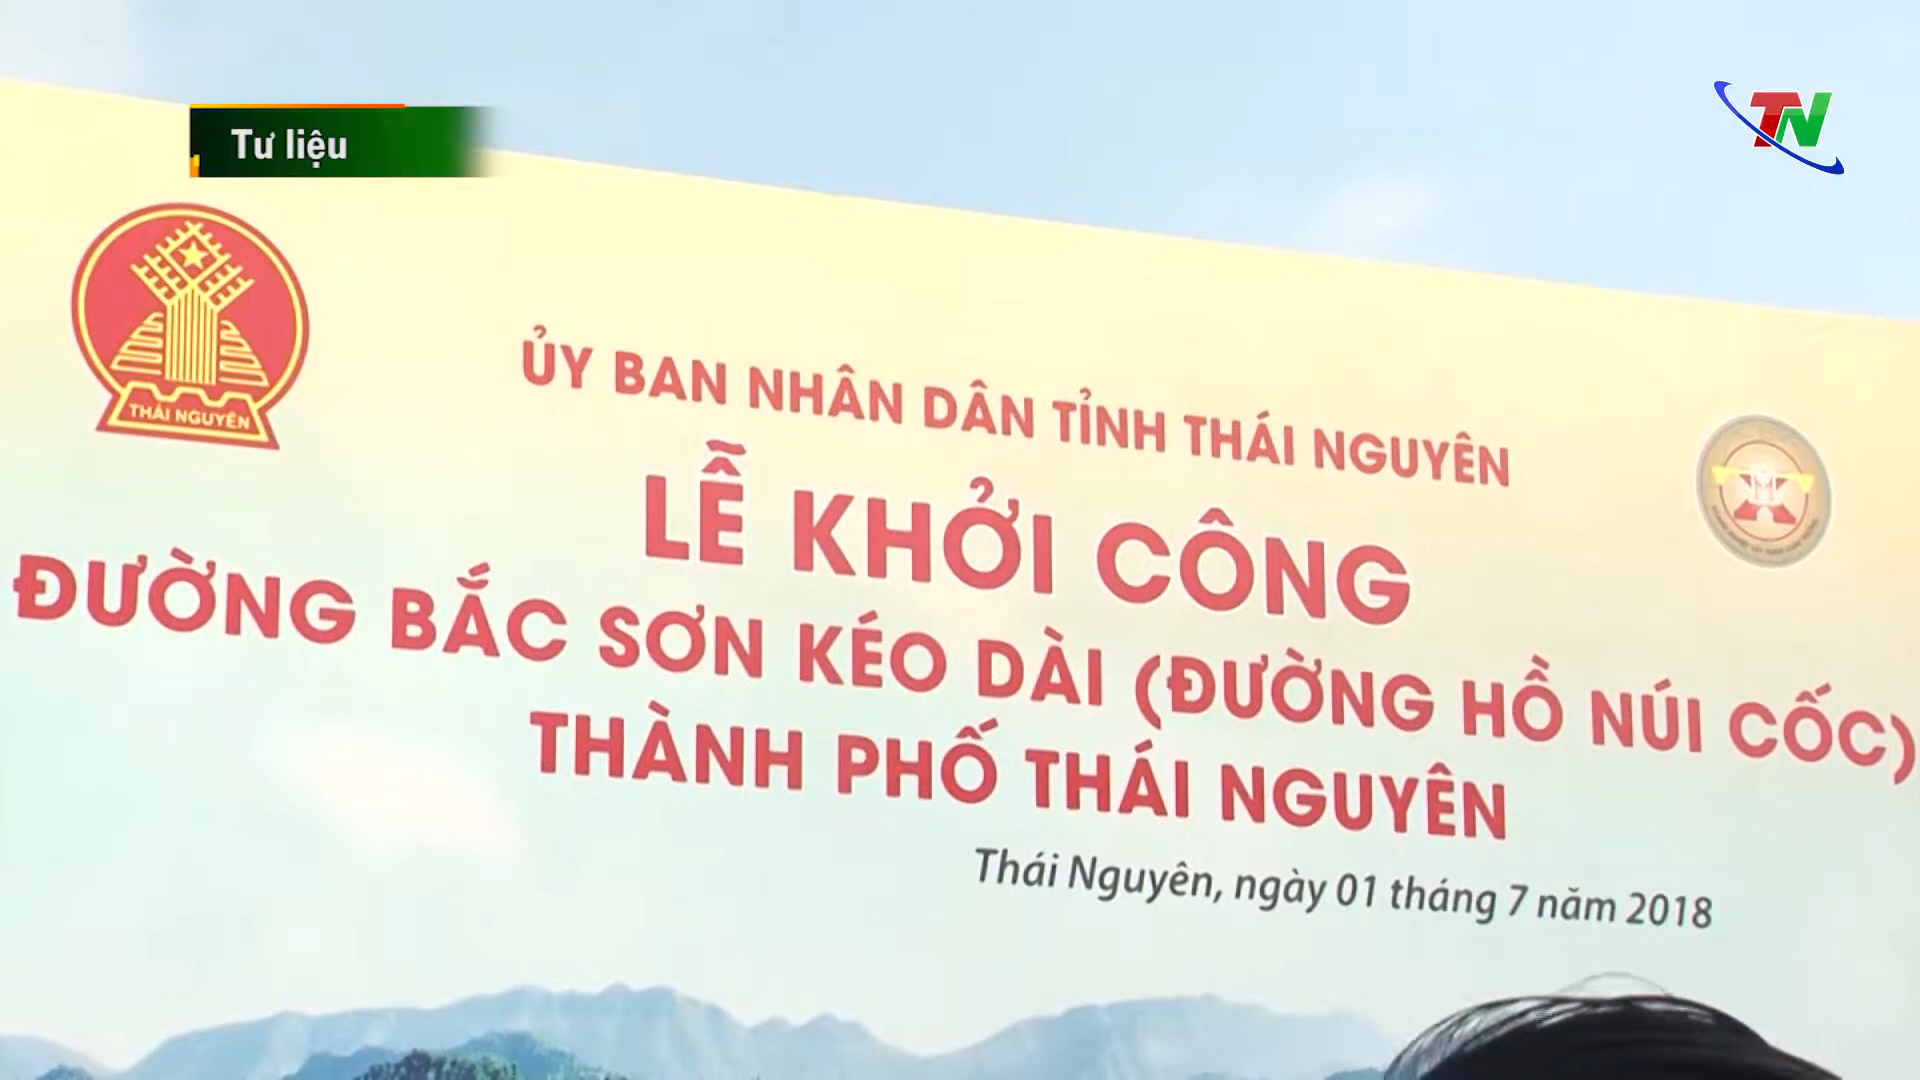 Tư liệu
TN
THÁI NGUYÊN
ỦY BAN NHÂN DÂN TỈNH THÁI NGUYÊN
LỄ KHỞI CÔNG
ĐƯỜNG BẮC SƠN KÉO DÀI (ĐƯỜNG HỒ NÚI CỐC)
THÀNH PHỐ THÁI NGUYÊN
Thái Nguyên, ngày 01 tháng 7 năm 2018